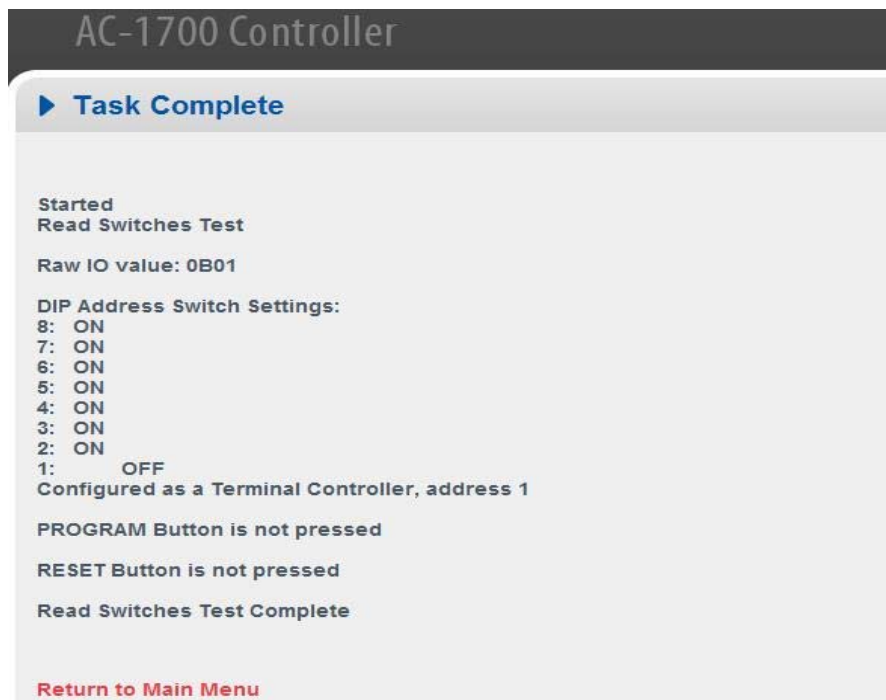 AC-1700 Controller
Task Complete
Started
Read Switches Test
Raw IO value: 0B01
DIP Address Switch Settings:
8: ON
7: ON
6: ON
5: ON
4: ON
3: ON
2: ON
1: OFF
Configured as a Terminal Controller, address 1
PROGRAM Button is not pressed
RESET Button is not pressed
Read Switches Test Complete
Return to Main Menu